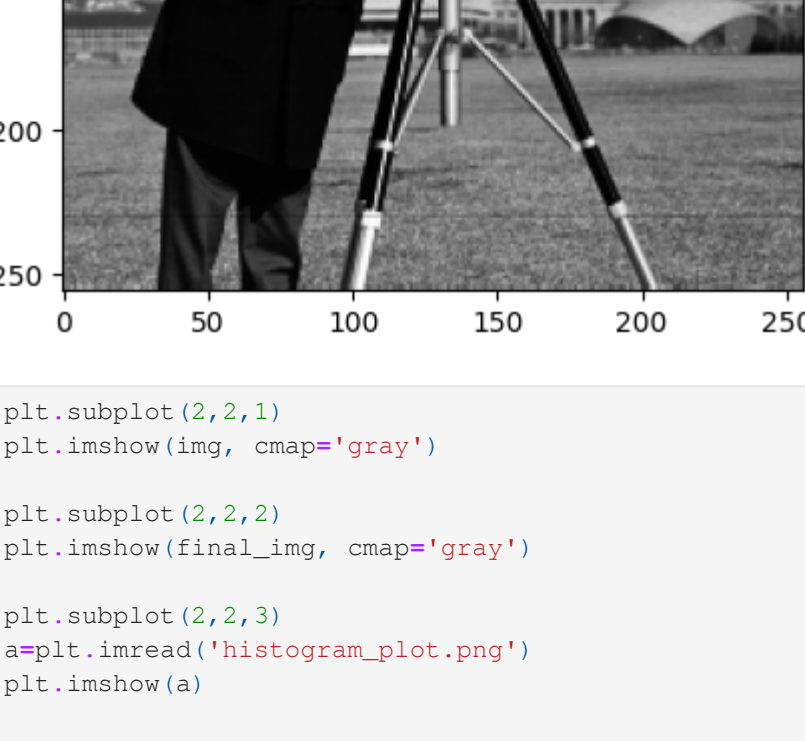 200
250
0 50 100 150 200 250
plt.subplot(2,2,1)
plt.imshow(img, cmap='gray')
plt.subplot(2,2,2)
plt.imshow(final_img, cmap='gray')
plt.subplot(2,2,3)
a=plt.imread('histogram_plot.png')
plt.imshow(a)